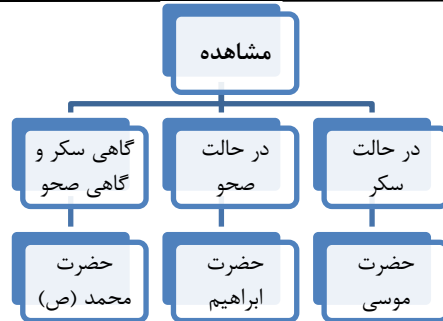 مشاهده
در حالت
سکر
در حالت
صحو
گاهی سکر و
گاهی صحو
حضرت
موسی
حضرت
ابراهیم
حضرت
محمد (ص)